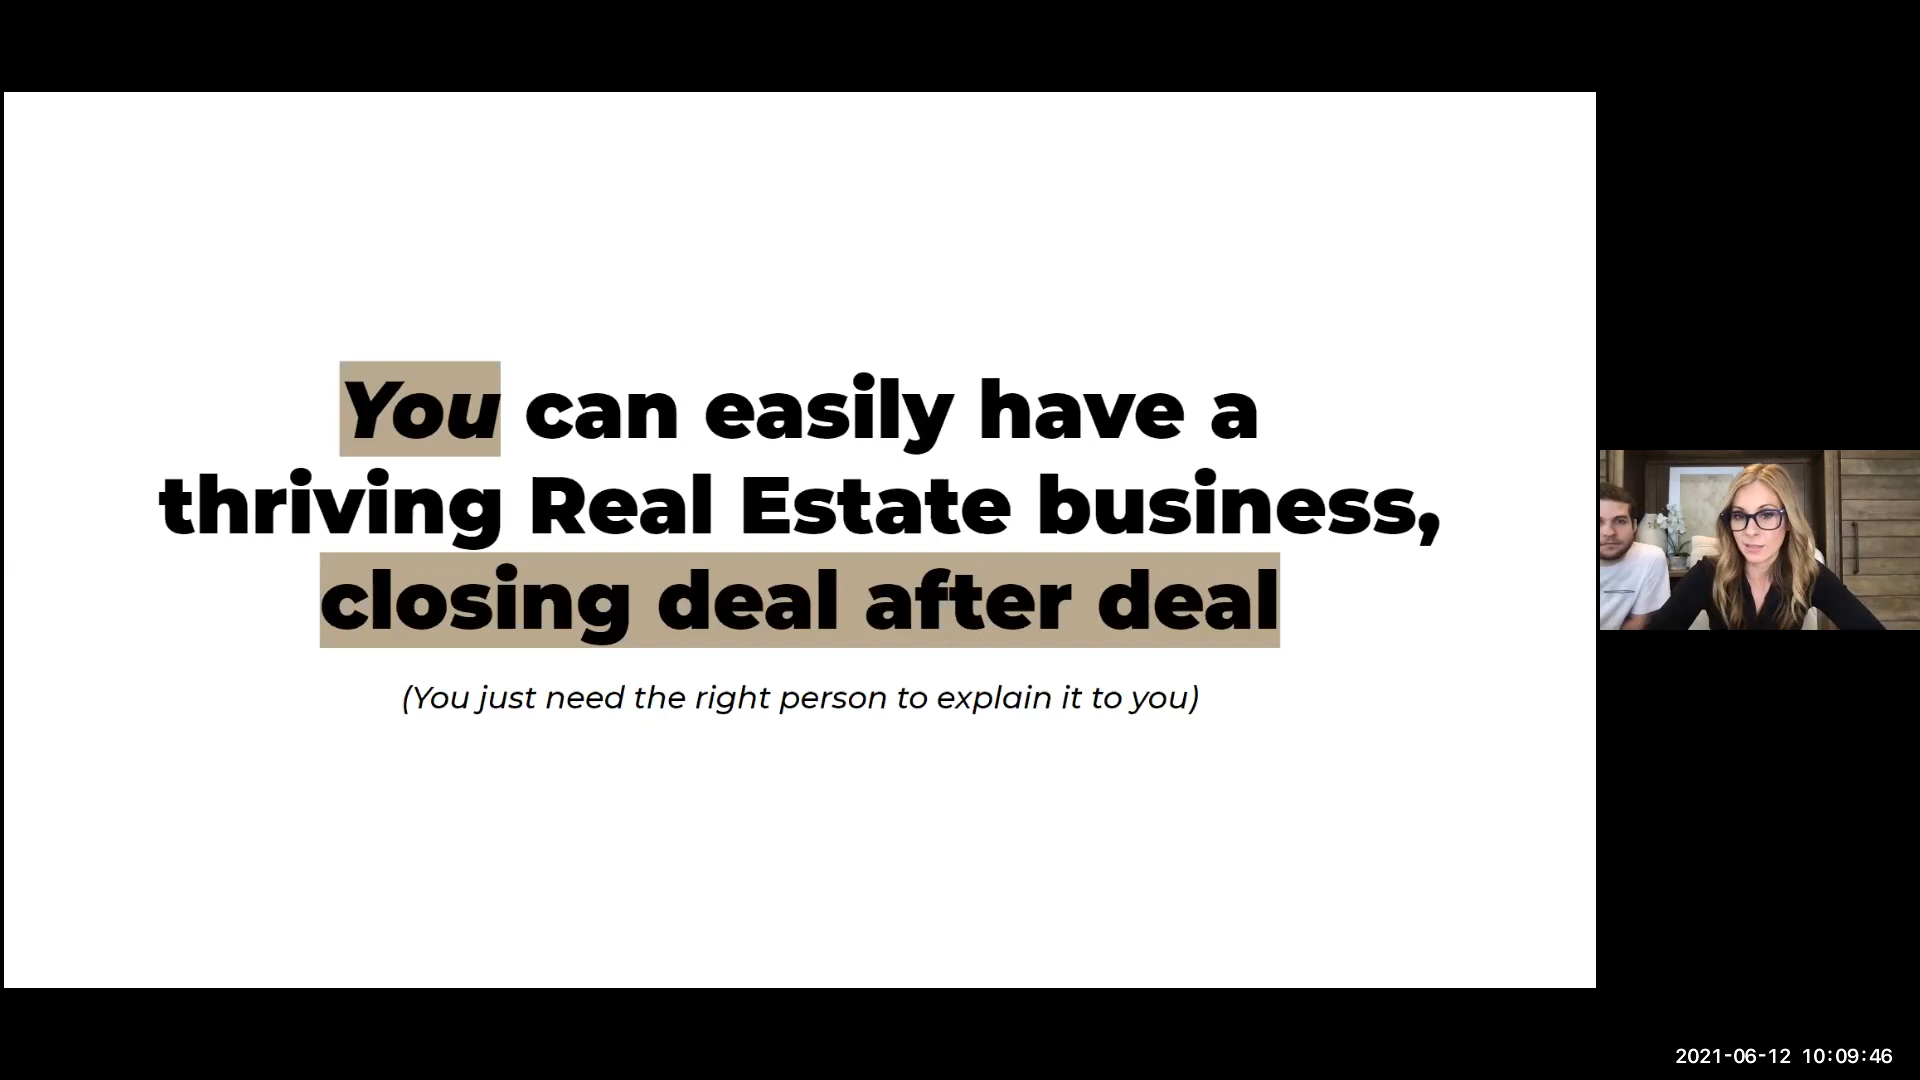 You can easily have a
thriving Real Estate business,
closing deal after deal
(You just need the right person to explain it to you)
2021-06-12 10:09:46